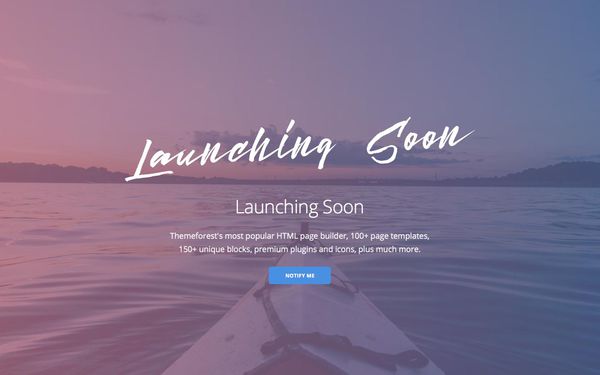 Launching Soon
Launching Soon
Themeforest's most popular HTML page builder, 100+ page templates,
150+ unique blocks, premium plugins and icons, plus much more.
NOTIFY ME